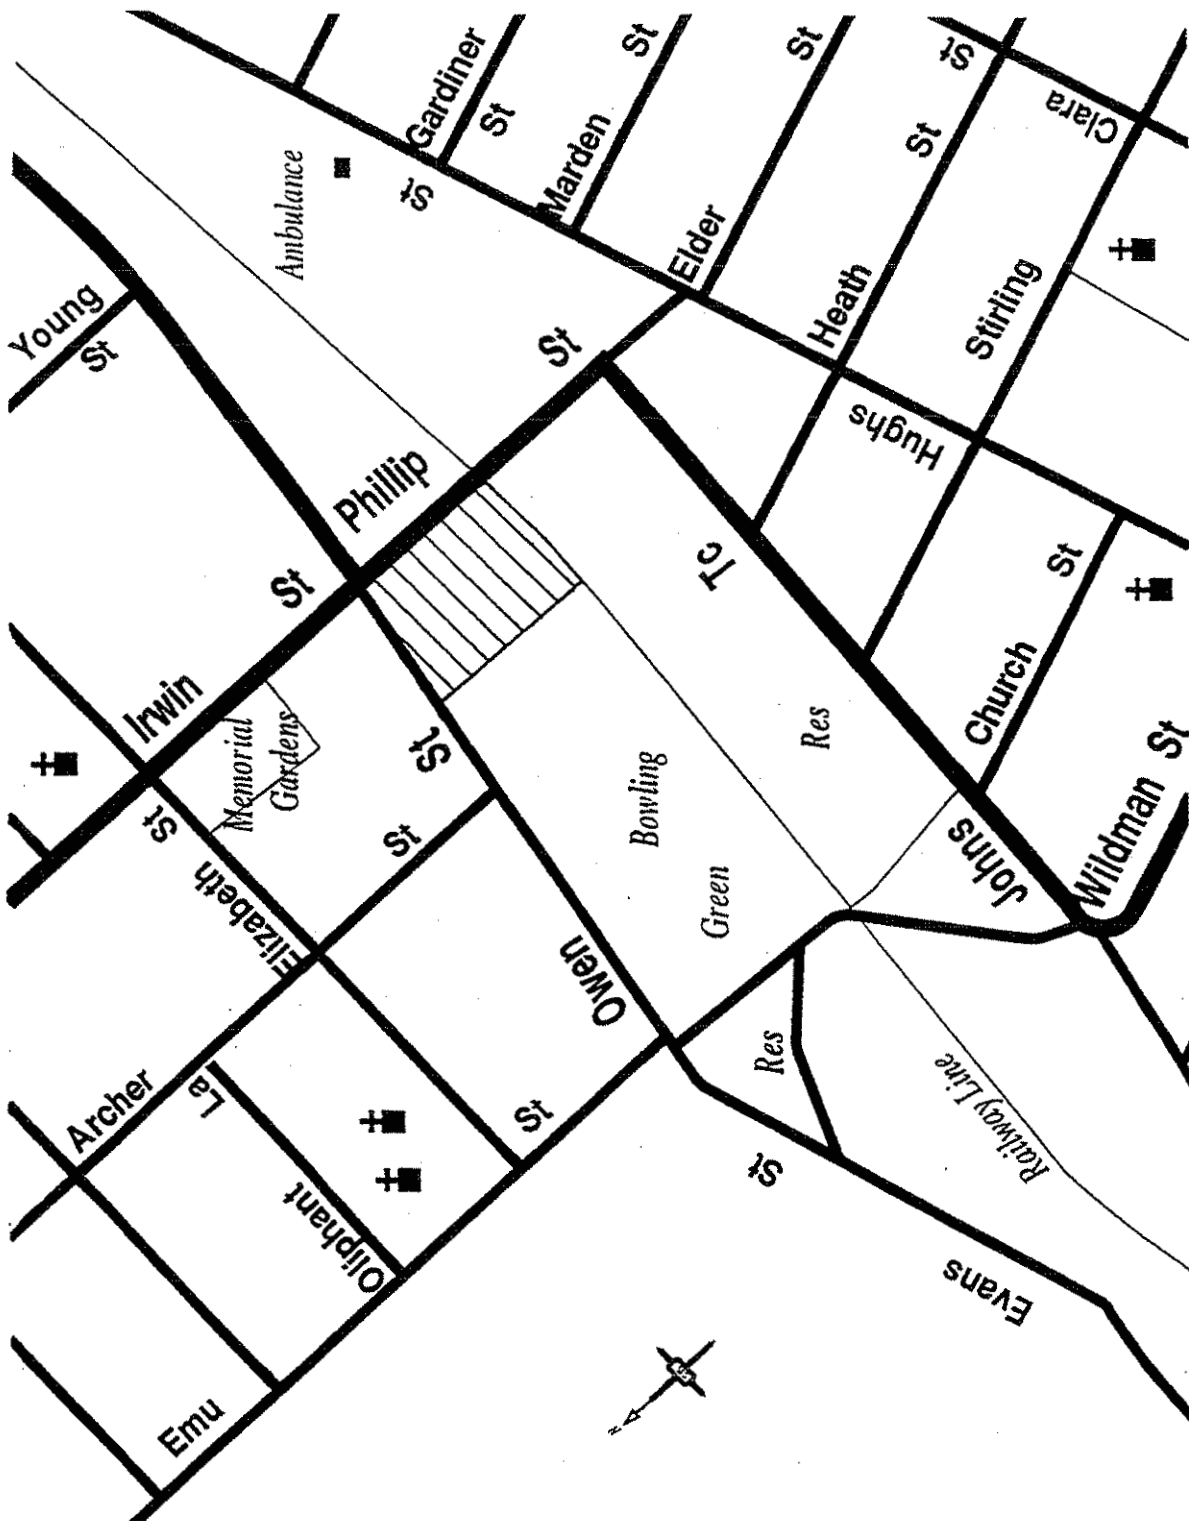 Gardiner
St
St
Marden
St
Elder
St
Heath
St
Stirling
Clara
St
Hughs
Ambulance
Young
St
Phillip
St
Irwin
St
Memorial
Gardens
Tc
Johns
Church
St
Wildman St
Res
Bowling
Green
Owen
St
Elizabeth
St
Archer
St
La
Oliphant
Emu
St
Res
Evans
St
Railway Line
N